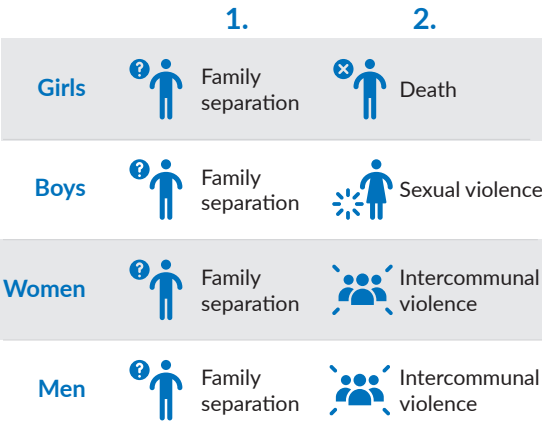 1. 2.
Girls
Family
separation
Death
Boys
Family
separation
Sexual violence
Women
Family
separation
Intercommunal
violence
Men
Family
separation
Intercommunal
violence